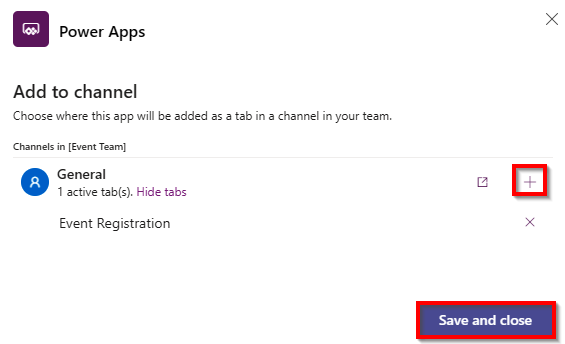 Power Apps
Add to channel
Choose where this app will be added as a tab in a channel in your team.
Channels in [Event Team]
General
1 active tab(s). Hide tabs
Event Registration
Save and close